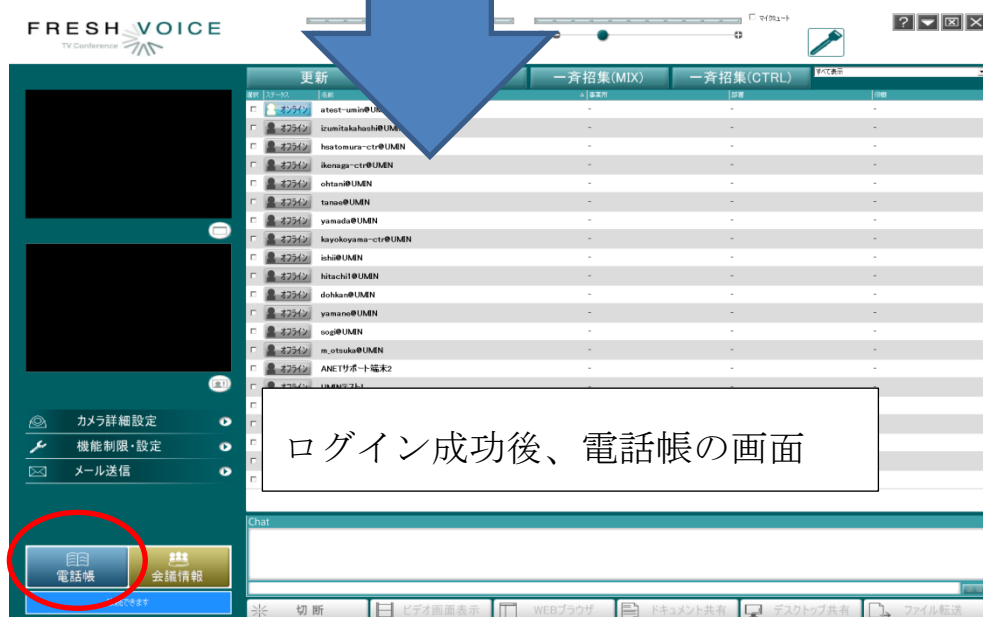 FRESH VOICE
TV Conference
マイクミュート
?
更新
一斉招集(MIX)
一斉招集(CTRL)
すべて表示
選択 ステータス 名前 事業所 部署
オンライン atest-umin@UMIN - - -
オフライン izumitakahashi@UMIN - - -
オフライン hsatomura-ctr@UMIN - - -
オフライン ikenaga-ctr@UMIN - - -
オフライン ohtani@UMIN - - -
オフライン tanae@UMIN - - -
オフライン yamada@UMIN - - -
オフライン kayokoyama-ctr@UMIN - - -
オフライン ishii@UMIN - - -
オフライン hitachi1@UMIN - - -
オフライン dohkan@UMIN - - -
オフライン yamane@UMIN - - -
オフライン sogi@UMIN - - -
オフライン m_otsuka@UMIN - - -
オフライン ANETサポート端末2 - - -
ログイン成功後、電話帳の画面
カメラ詳細設定
機能制限・設定
メール送信
Chat
電話帳
会議情報
切断
ビデオ画面表示
WEBブラウザ
ドキュメント共有
デスクトップ共有
ファイル転送